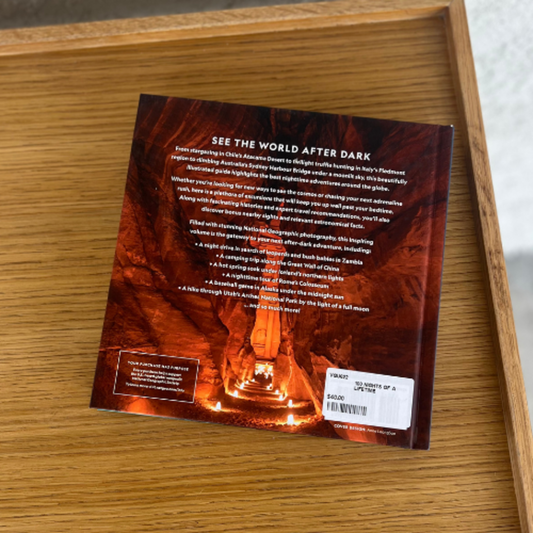 SEE THE WORLD AFTER DARK
From stargazing in Chile's Atacama Desert to twilight truffle hunting in Italy's Piedmont
region to climbing Australia's Sydney Harbour Bridge under a moonlit sky, this beautifully
illustrated guide highlights the best nighttime adventures around the globe.
Whether you're looking for new ways to see the cosmos or chasing your next adrenaline
rush, here is a plethora of excursions that will keep you up well past your bedtime.
Along with fascinating histories and expert travel recommendations, you'll also
discover bonus nearby sights and relevant astronomical facts.
Filled with stunning National Geographic photography, this inspiring
volume is the gateway to your next after-dark adventure, including:
• A night drive in search of leopards and bush babies in Zambia
• A camping trip along the Great Wall of China
• A hot spring soak under Iceland's northern lights
• A nighttime tour of Rome's Colosseum
• A baseball game in Alaska under the midnight sun
• A hike through Utah's Arches National Park by the light of a full moon
...and so much more!
YOUR PURCHASE HAS PURPOSE
National Geographic Society
100 NIGHTS OF A
LIFETIME
$40.00
COVER DESIGN: